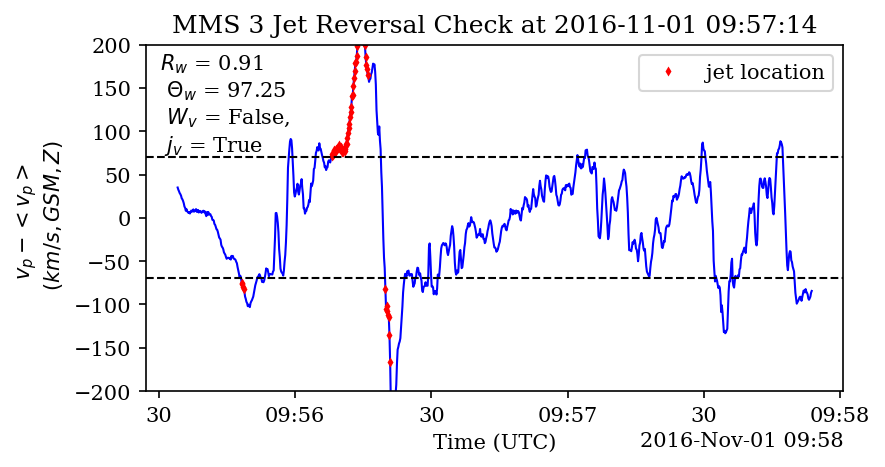 MMS 3 Jet Reversal Check at 2016-11-01 09:57:14
R_w = 0.91
Θ_w = 97.25
W_v = False,
j_v = True
jet location
v_p − < v_p >
(km/s, GSM, Z)
200
150
100
50
0
−50
−100
−150
−200
30
09:56
30
09:57
30
09:58
Time (UTC)
2016-Nov-01 09:58